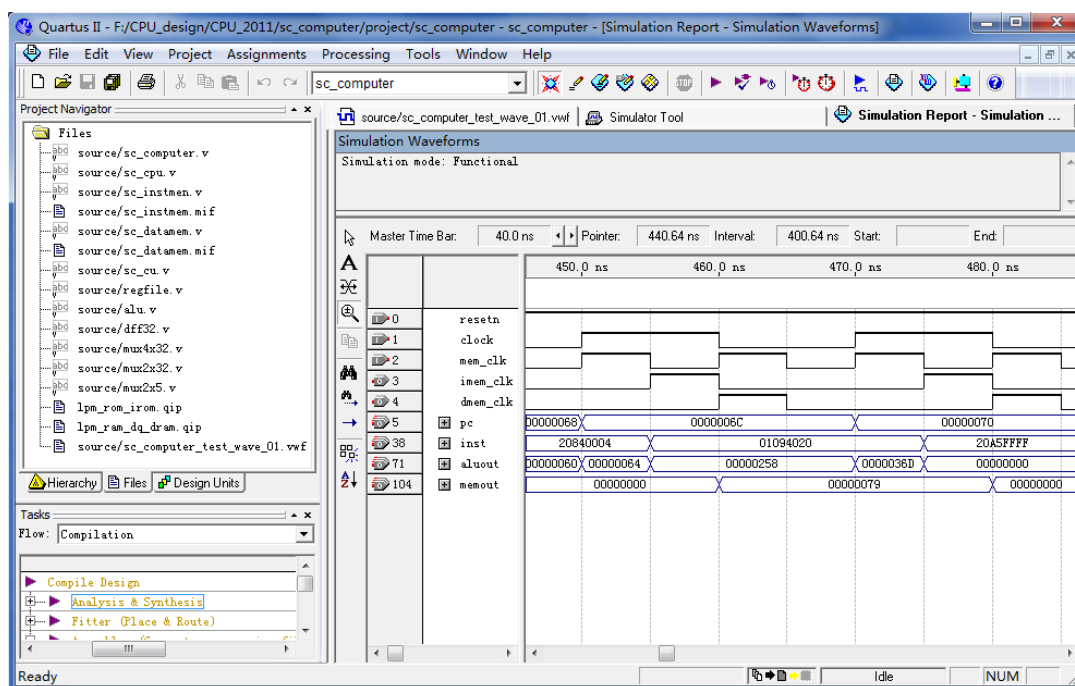 Quartus II - F:/CPU_design/CPU_2011/sc_computer/project/sc_computer - sc_computer - [Simulation Report - Simulation Waveforms]
File Edit View Project Assignments Processing Tools Window Help
sc_computer
Project Navigator
Files
source/sc_computer.v
source/sc_cpu.v
source/sc_instmen.v
source/sc_instmem.mif
source/sc_datamem.v
source/sc_datamem.mif
source/sc_cu.v
source/regfile.v
source/alu.v
source/dff32.v
source/mux4x32.v
source/mux2x32.v
source/mux2x5.v
lpm_rom_irom.qip
lpm_ram_dq_dram.qip
source/sc_computer_test_wave_01.vwf
Hierarchy Files Design Units
Tasks
Flow: Compilation
Compile Design
Analysis & Synthesis
Fitter (Place & Route)
source/sc_computer_test_wave_01.vwf Simulator Tool Simulation Report - Simulation ...
Simulation Waveforms
Simulation mode: Functional
Master Time Bar: 40.0 ns Pointer: 440.64 ns Interval: 400.64 ns Start: End:
450.0 ns 460.0 ns 470.0 ns 480.0 ns
0 resetn
1 clock
2 mem_clk
3 imem_clk
4 dmem_clk
5 pc 00000068 0000006C 00000070
38 inst 20840004 01094020 20A5FFFF
71 aluout 00000060 00000064 00000258 0000036D 00000000
104 memout 00000000 00000079 00000000
Ready
Idle NUM